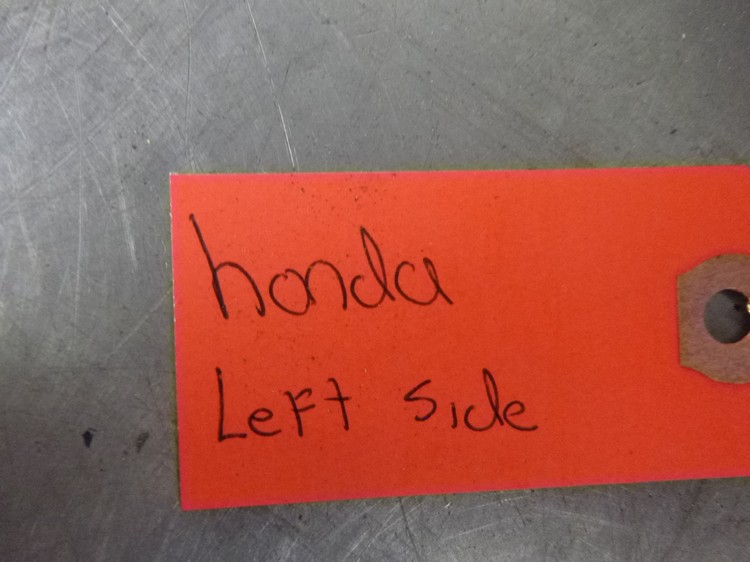 honda
Left side